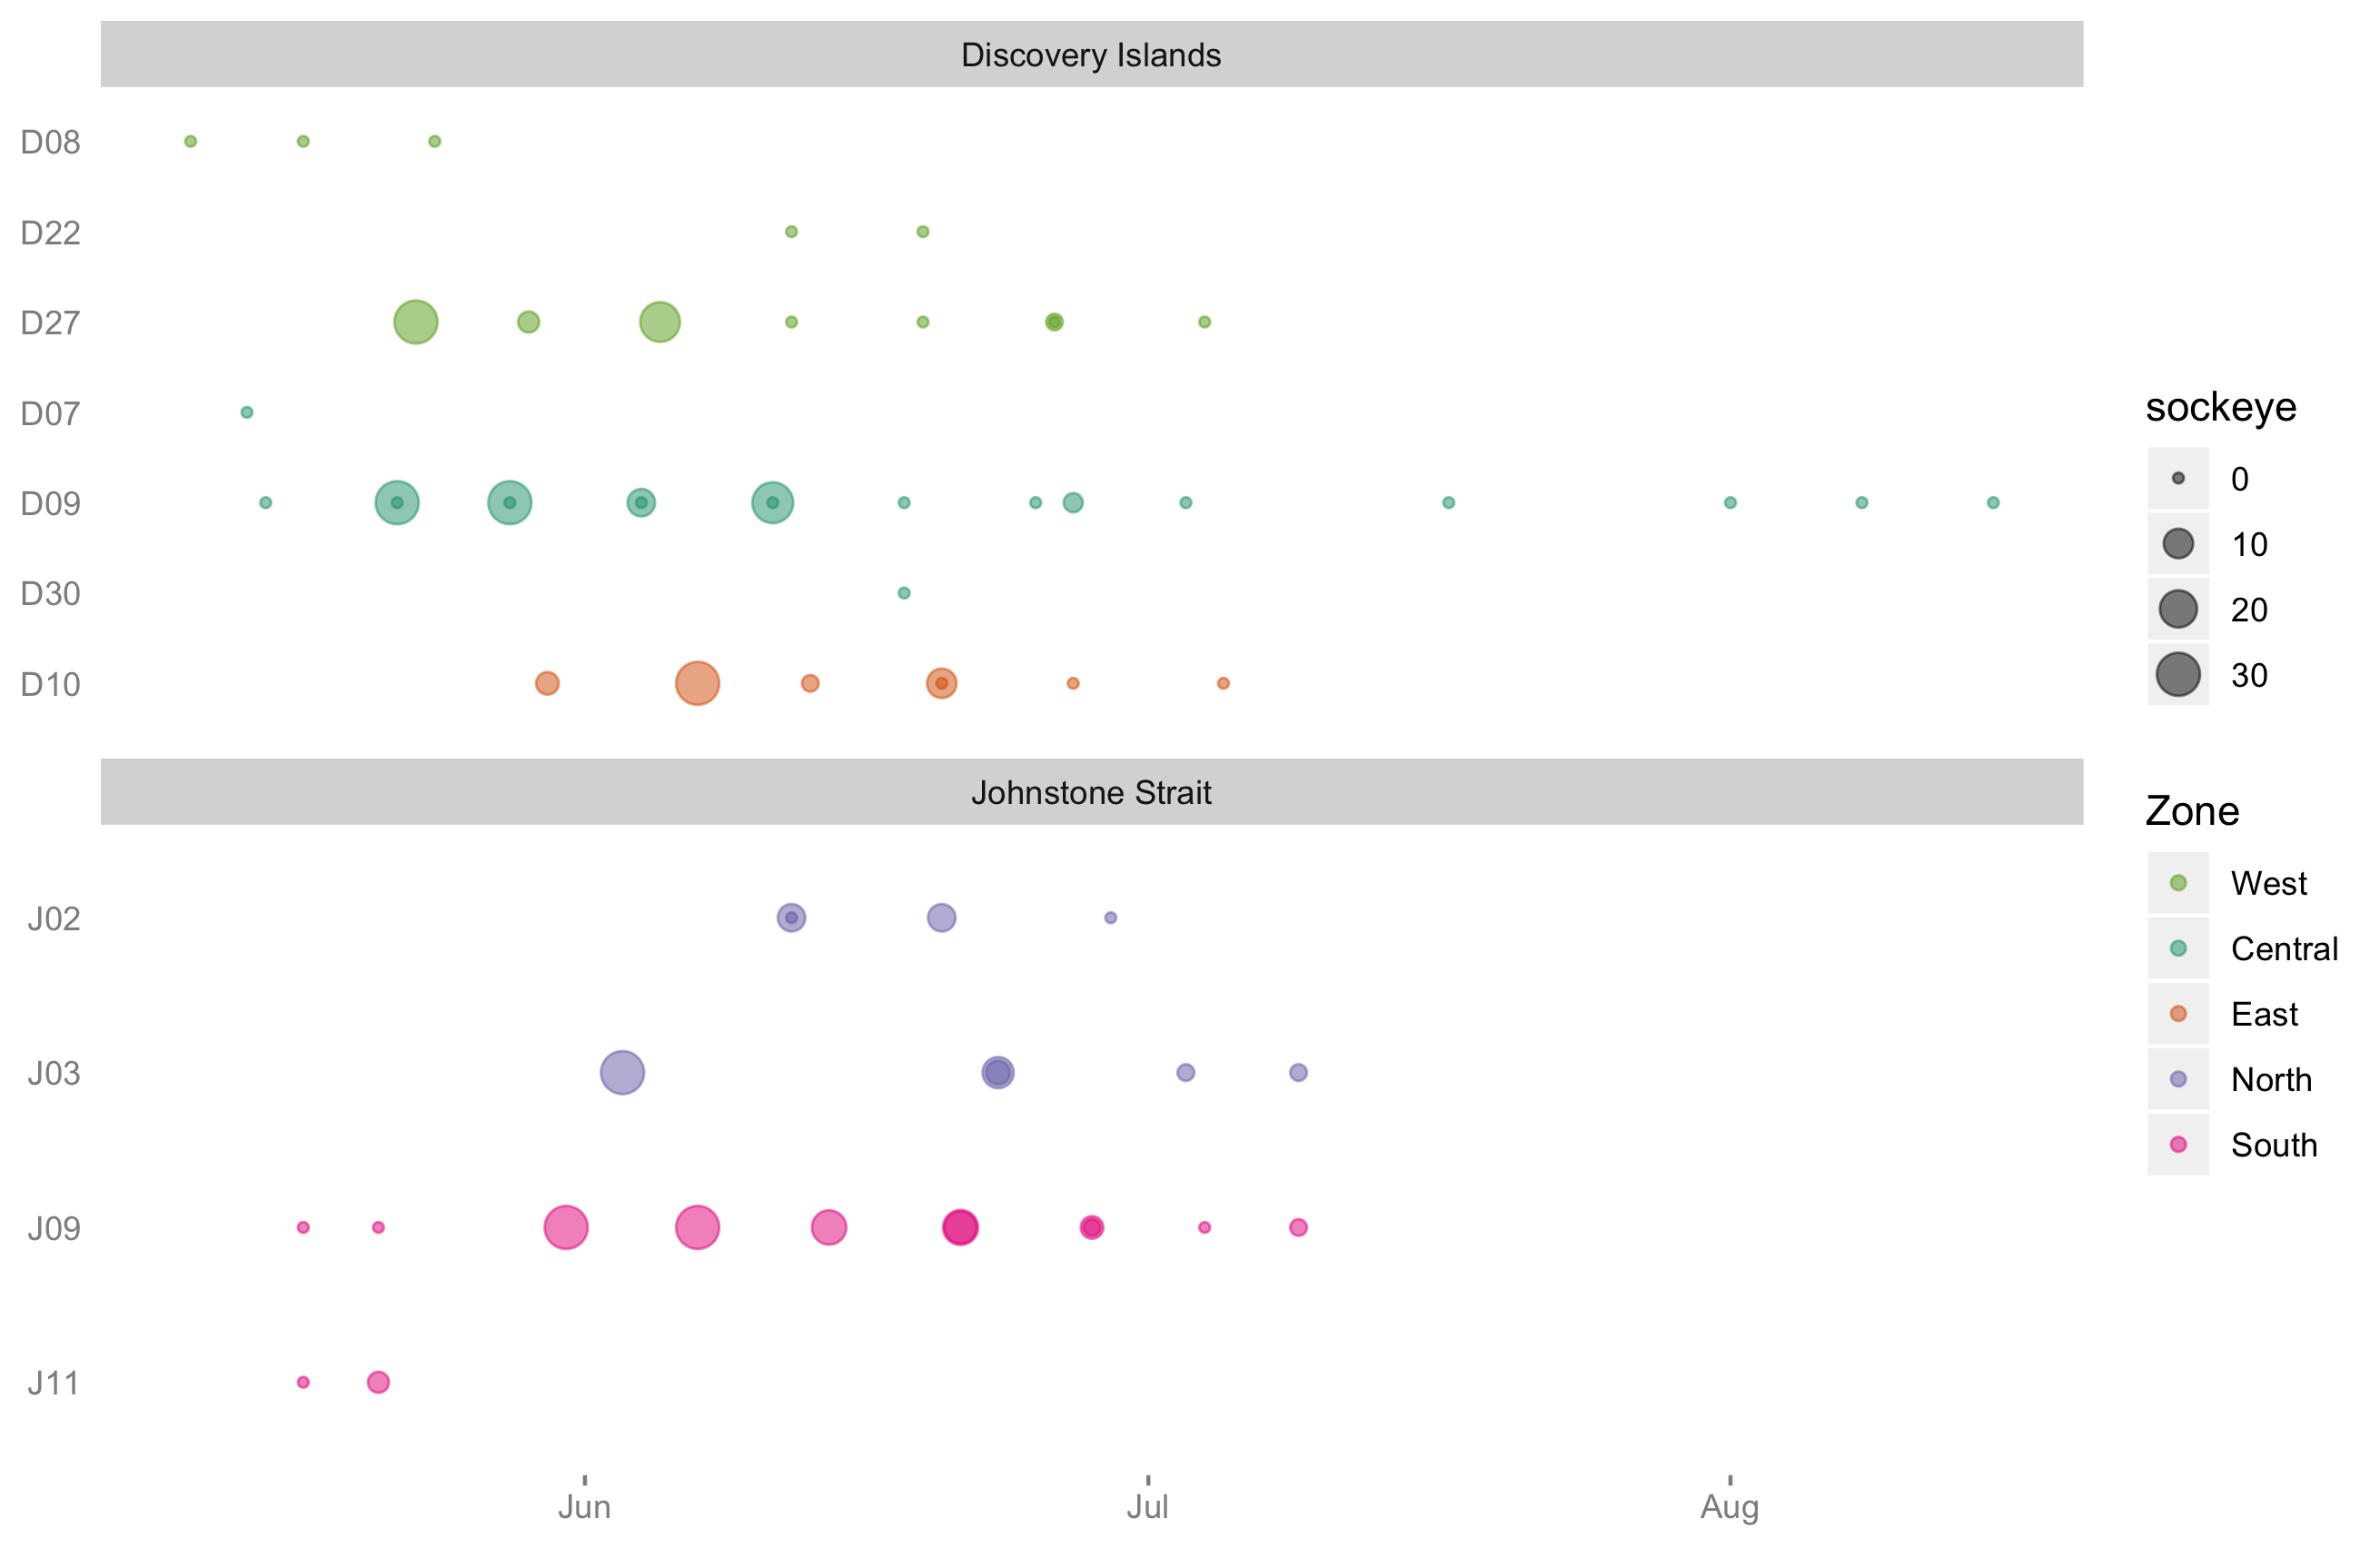 Discovery Islands
D08
D22
D27
D07
D09
D30
D10
Johnstone Strait
J02
J03
J09
J11
Jun Jul Aug
sockeye
0
10
20
30
Zone
West
Central
East
North
South